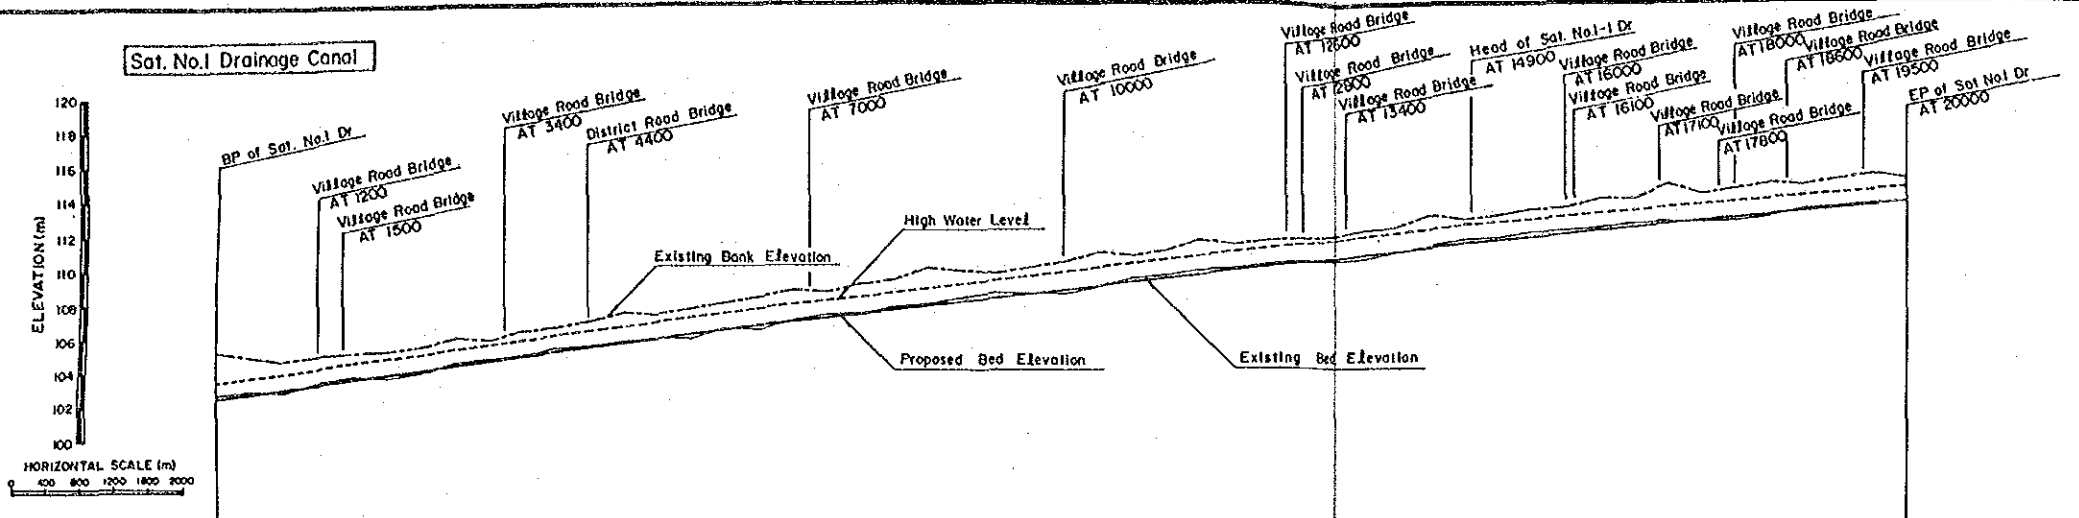 Sat. No.1 Drainage Canal
120
118
116
114
112
110
108
106
104
102
100
ELEVATION (m)
HORIZONTAL SCALE (m)
0 400 800 1200 1600 2000
BP of Sat. No.1 Dr
Village Road Bridge
AT 1200
Village Road Bridge
AT 1500
Village Road Bridge
AT 3400
District Road Bridge
AT 4400
Village Road Bridge
AT 7000
Village Road Bridge
AT 10000
Village Road Bridge
AT 12600
Village Road Bridge
AT 12800
Village Road Bridge
AT 13400
Head of Sat. No.1-1 Dr
AT 14900
Village Road Bridge
AT 16000
Village Road Bridge
AT 16100
Village Road Bridge
AT 17100
Village Road Bridge
AT 17800
Village Road Bridge
AT 18000
Village Road Bridge
AT 18600
Village Road Bridge
AT 19500
EP of Sat No.1 Dr
AT 20000
High Water Level
Existing Bank Elevation
Proposed Bed Elevation
Existing Bed Elevation